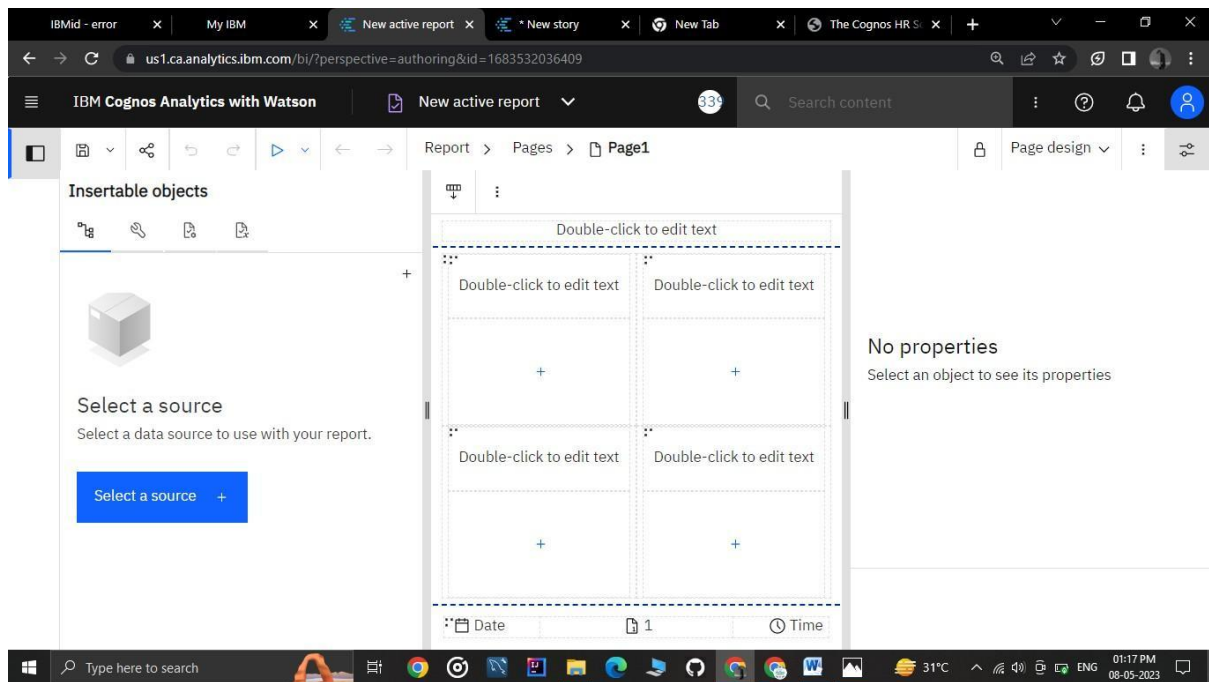 IBMid - error
My IBM
New active report
* New story
New Tab
The Cognos HR S
us1.ca.analytics.ibm.com/bi/?perspective=authoring&id=1683532036409
IBM Cognos Analytics with Watson
New active report
339
Search content
Report > Pages > Page1
Page design
Insertable objects
Double-click to edit text
Double-click to edit text
Double-click to edit text
Select a source
Select a data source to use with your report.
Select a source +
No properties
Select an object to see its properties
Double-click to edit text
Double-click to edit text
Date
1
Time
Type here to search
31°C
ENG
01:17 PM
08-05-2023